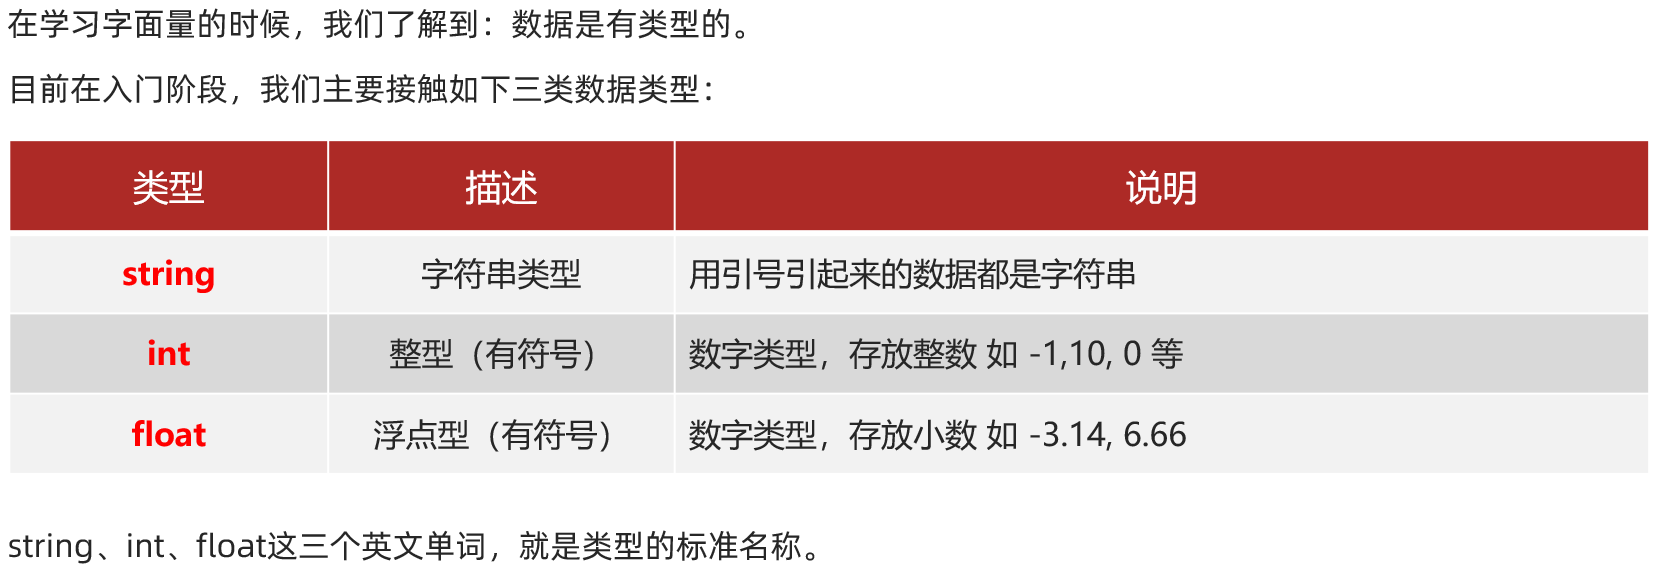 在学习字面量的时候，我们了解到：数据是有类型的。
目前在入门阶段，我们主要接触如下三类数据类型：
类型 描述 说明
string 字符串类型 用引号引起来的数据都是字符串
int 整型（有符号） 数字类型，存放整数 如 -1,10, 0 等
float 浮点型（有符号） 数字类型，存放小数 如 -3.14, 6.66
string、int、float这三个英文单词，就是类型的标准名称。